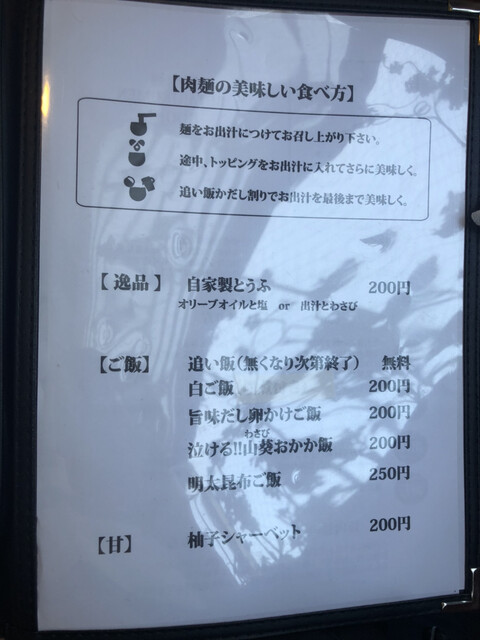 【肉麺の美味しい食べ方】
麺をお出汁につけてお召し上がり下さい。
途中、トッピングをお出汁に入れてさらに美味しく。
追い飯かだし割りでお出汁を最後まで美味しく。
【逸品】 自家製とうふ 200円
オリーブオイルと塩 or 出汁とわさび
【ご飯】 追い飯(無くなり次第終了) 無料
白ご飯 200円
旨味だし卵かけご飯 200円
わさび
泣ける!!山葵おかか飯 200円
明太昆布ご飯 250円
【甘】 柚子シャーベット 200円